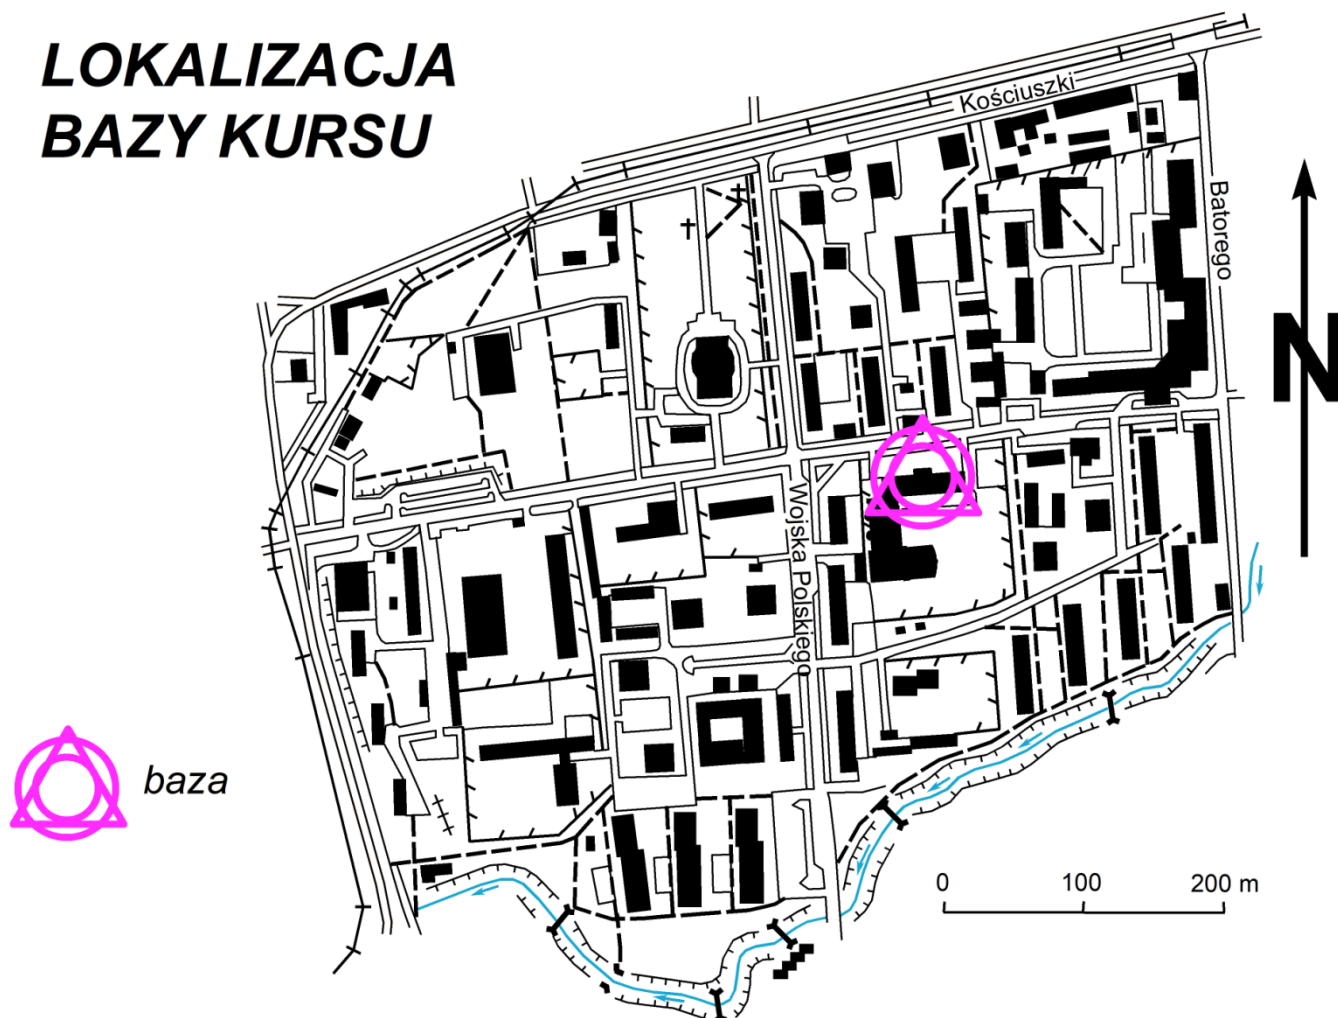 LOKALIZACJA
BAZY KURSU
Kościuszki
Batorego
N
Wojska Polskiego
baza
0 100 200 m